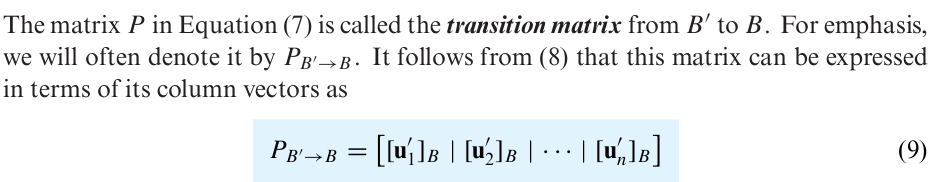 The matrix P in Equation (7) is called the transition matrix from B′ to B. For emphasis,
we will often denote it by P_{B′→B}. It follows from (8) that this matrix can be expressed
in terms of its column vectors as
P_{B′→B} = [[u′_1]_B | [u′_2]_B | ⋯ | [u′_n]_B] (9)